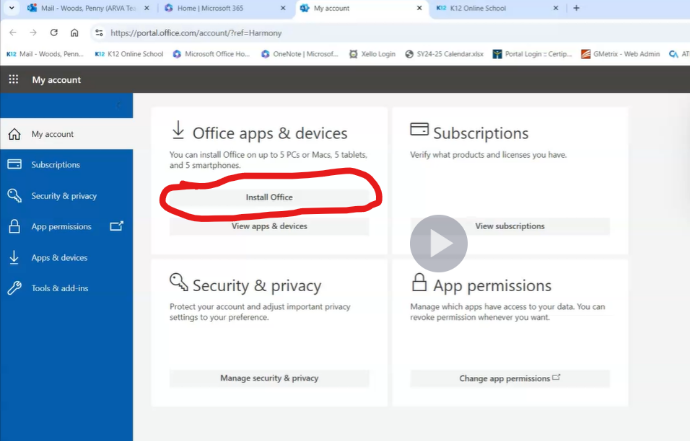 Mail - Woods, Penny (ARVA Tea
Home | Microsoft 365
My account
K12 Online School
https://portal.office.com/account/?ref=Harmony
K12 Mail - Woods, Penn...
K12 K12 Online School
Microsoft Office Ho...
OneNote | Microsof...
Xello Login
SY24-25 Calendar.xlsx
Portal Login :: Certip...
GMetrix - Web Admin
AT
My account
My account
Subscriptions
Security & privacy
App permissions
Apps & devices
Tools & add-ins
Office apps & devices
You can install Office on up to 5 PCs or Macs, 5 tablets,
and 5 smartphones.
Install Office
View apps & devices
Subscriptions
Verify what products and licenses you have.
View subscriptions
Security & privacy
Protect your account and adjust important privacy
settings to your preference.
Manage security & privacy
App permissions
Manage which apps have access to your data. You can
revoke permission whenever you want.
Change app permissions